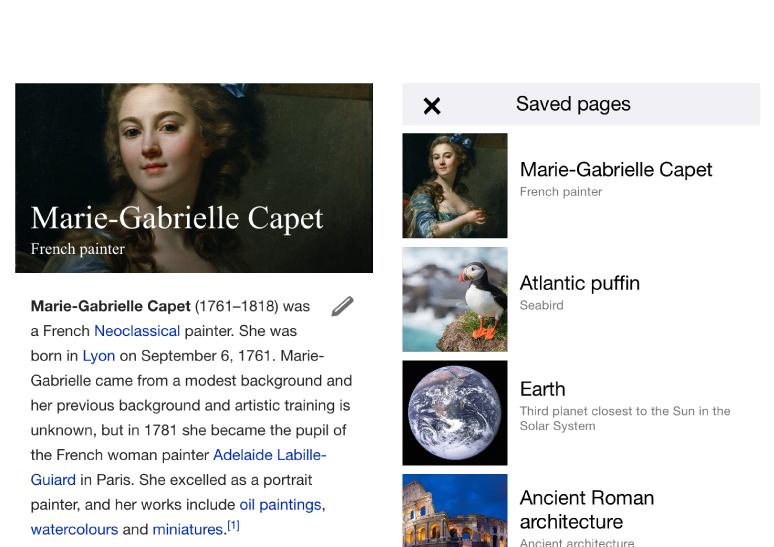 Marie-Gabrielle Capet
French painter
Marie-Gabrielle Capet (1761–1818) was
a French Neoclassical painter. She was
born in Lyon on September 6, 1761. Marie-
Gabrielle came from a modest background and
her previous background and artistic training is
unknown, but in 1781 she became the pupil of
the French woman painter Adelaide Labille-
Guiard in Paris. She excelled as a portrait
painter, and her works include oil paintings,
watercolours and miniatures.[1]
Saved pages
Marie-Gabrielle Capet
French painter
Atlantic puffin
Seabird
Earth
Third planet closest to the Sun in the
Solar System
Ancient Roman
architecture
Ancient architecture